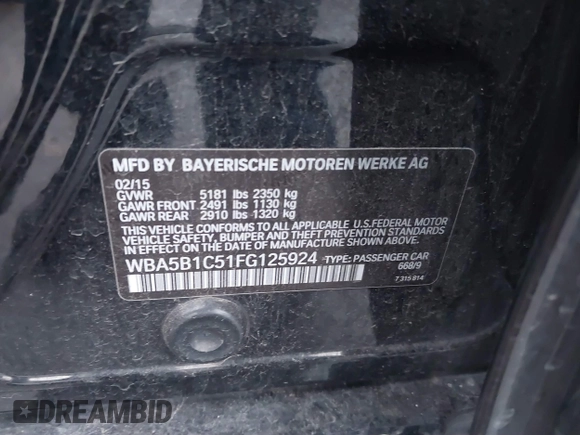 MFD BY BAYERISCHE MOTOREN WERKE AG
02/15
GVWR 5181 lbs 2350 kg
GAWR FRONT 2491 lbs 1130 kg
GAWR REAR 2910 lbs 1320 kg
THIS VEHICLE CONFORMS TO ALL APPLICABLE U.S.FEDERAL MOTOR
VEHICLE SAFETY, BUMPER AND THEFT PREVENTION
STANDARDS IN EFFECT ON THE DATE OF MANUFACTURE SHOWN ABOVE.
WBA5B1C51FG125924 TYPE: PASSENGER CAR
668/9
7 315 814
DREAMBID